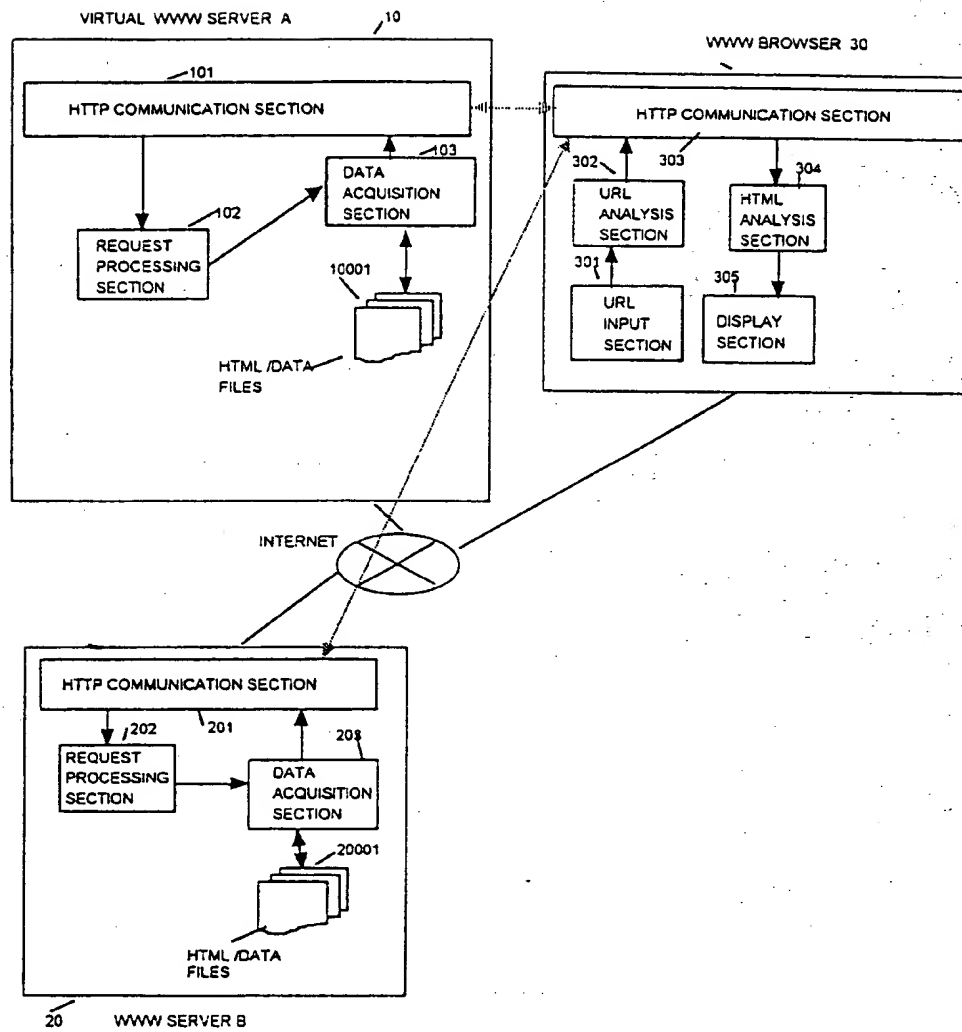 VIRTUAL WWW SERVER A
10
101
HTTP COMMUNICATION SECTION
103
DATA
ACQUISITION
SECTION
102
REQUEST
PROCESSING
SECTION
10001
HTML /DATA
FILES
WWW BROWSER 30
HTTP COMMUNICATION SECTION
303
302
URL
ANALYSIS
SECTION
304
HTML
ANALYSIS
SECTION
301
URL
INPUT
SECTION
305
DISPLAY
SECTION
INTERNET
HTTP COMMUNICATION SECTION
201
202
REQUEST
PROCESSING
SECTION
203
DATA
ACQUISITION
SECTION
20001
HTML /DATA
FILES
20
WWW SERVER B